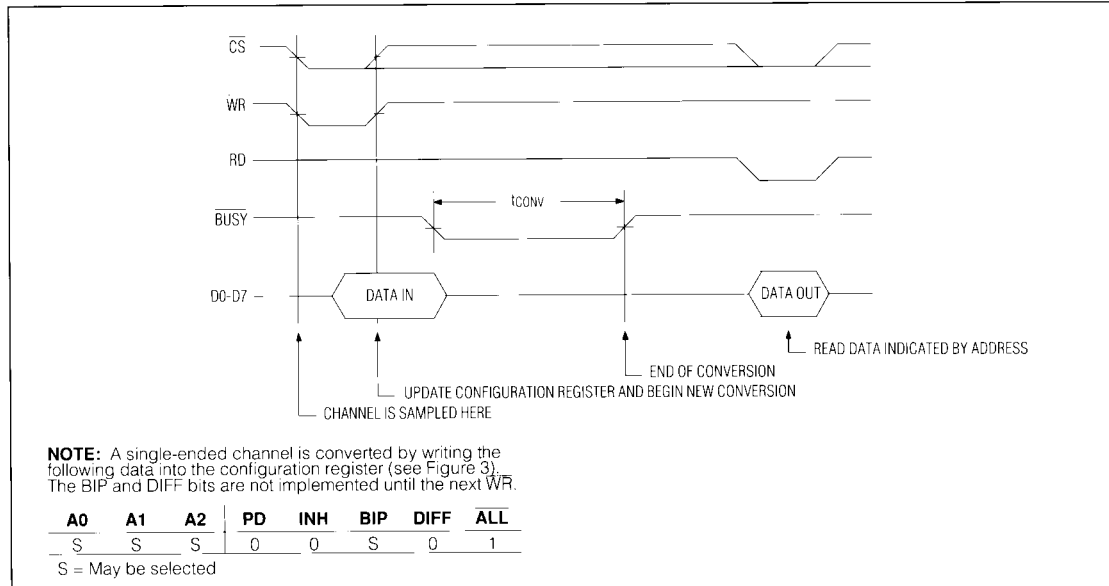 CS
WR
RD
tCONV
BUSY
D0-D7
DATA IN
DATA OUT
READ DATA INDICATED BY ADDRESS
END OF CONVERSION
UPDATE CONFIGURATION REGISTER AND BEGIN NEW CONVERSION
CHANNEL IS SAMPLED HERE
NOTE: A single-ended channel is converted by writing the
following data into the configuration register (see Figure 3).
The BIP and DIFF bits are not implemented until the next WR.
A0 A1 A2 PD INH BIP DIFF ALL
S S S 0 0 S 0 1
S = May be selected